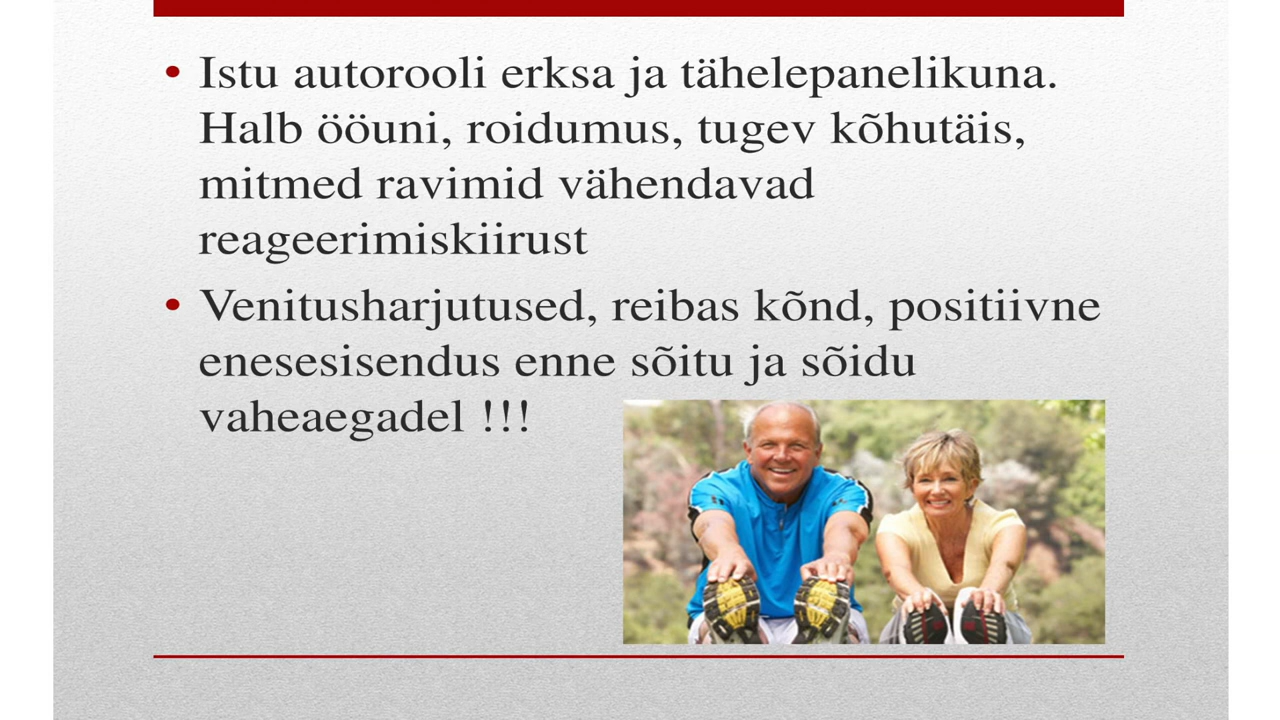 • Istu autorooli erksa ja tähelepanelikuna.
Halb ööuni, roidumus, tugev kõhutäis,
mitmed ravimid vähendavad
reageerimiskiirust
• Venitusharjutused, reibas kõnd, positiivne
enesesisendus enne sõitu ja sõidu
vaheaegadel !!!